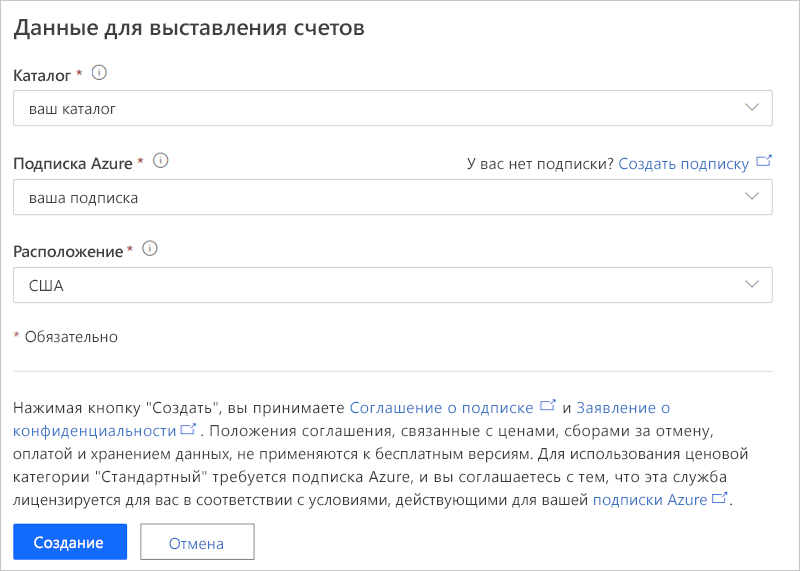 Данные для выставления счетов
Каталог *
ваш каталог
Подписка Azure * У вас нет подписки? Создать подписку
ваша подписка
Расположение *
США
* Обязательно
Нажимая кнопку "Создать", вы принимаете Соглашение о подписке и Заявление о
конфиденциальности . Положения соглашения, связанные с ценами, сборами за отмену,
оплатой и хранением данных, не применяются к бесплатным версиям. Для использования ценовой
категории "Стандартный" требуется подписка Azure, и вы соглашаетесь с тем, что эта служба
лицензируется для вас в соответствии с условиями, действующими для вашей подписки Azure .
Создание Отмена